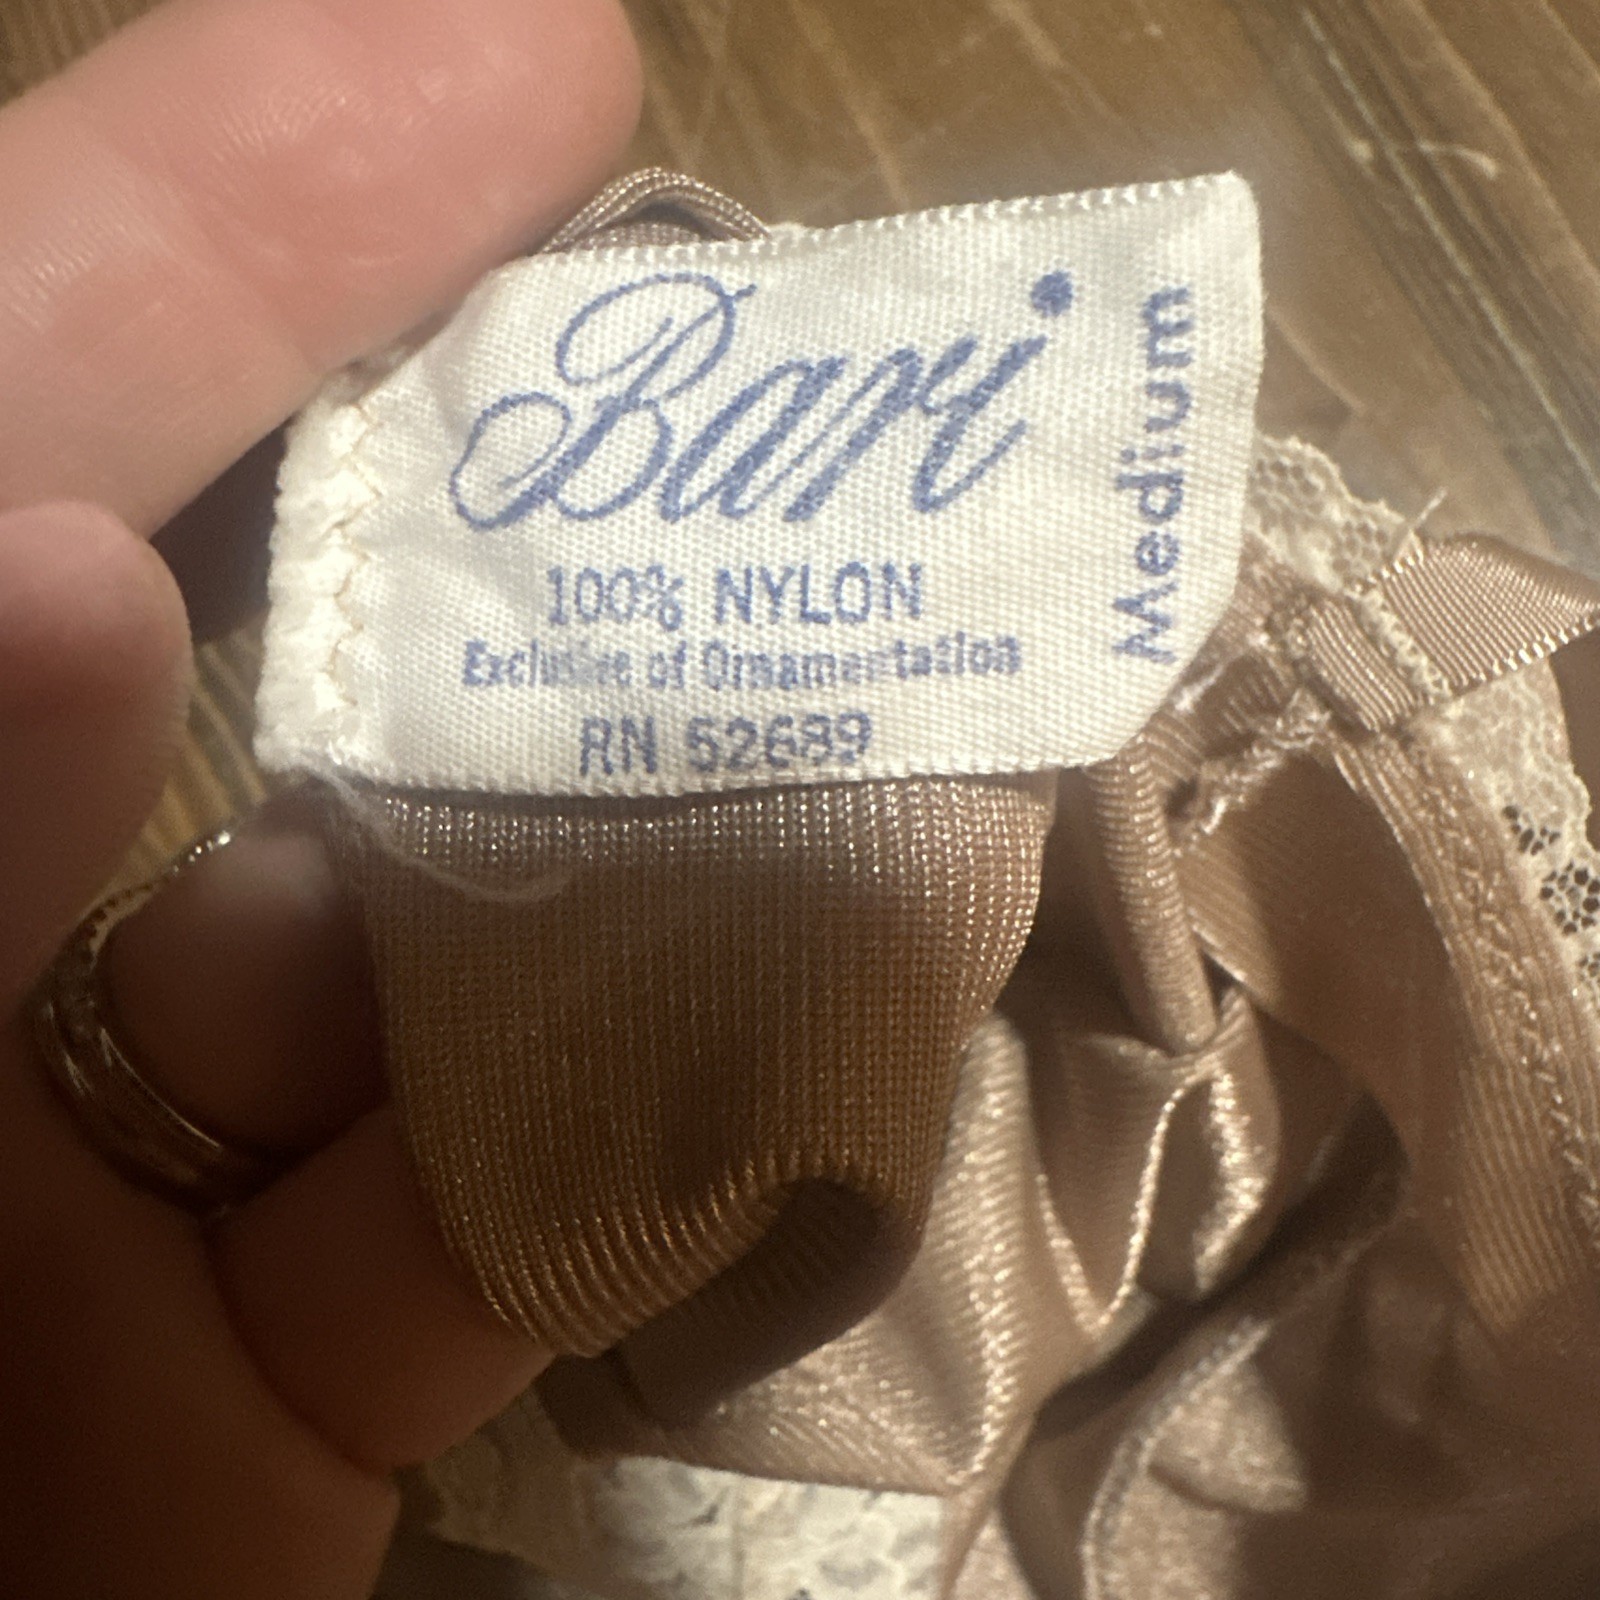 Bari
100% NYLON
Exclusive of Ornamentation
RN 52689
Medium